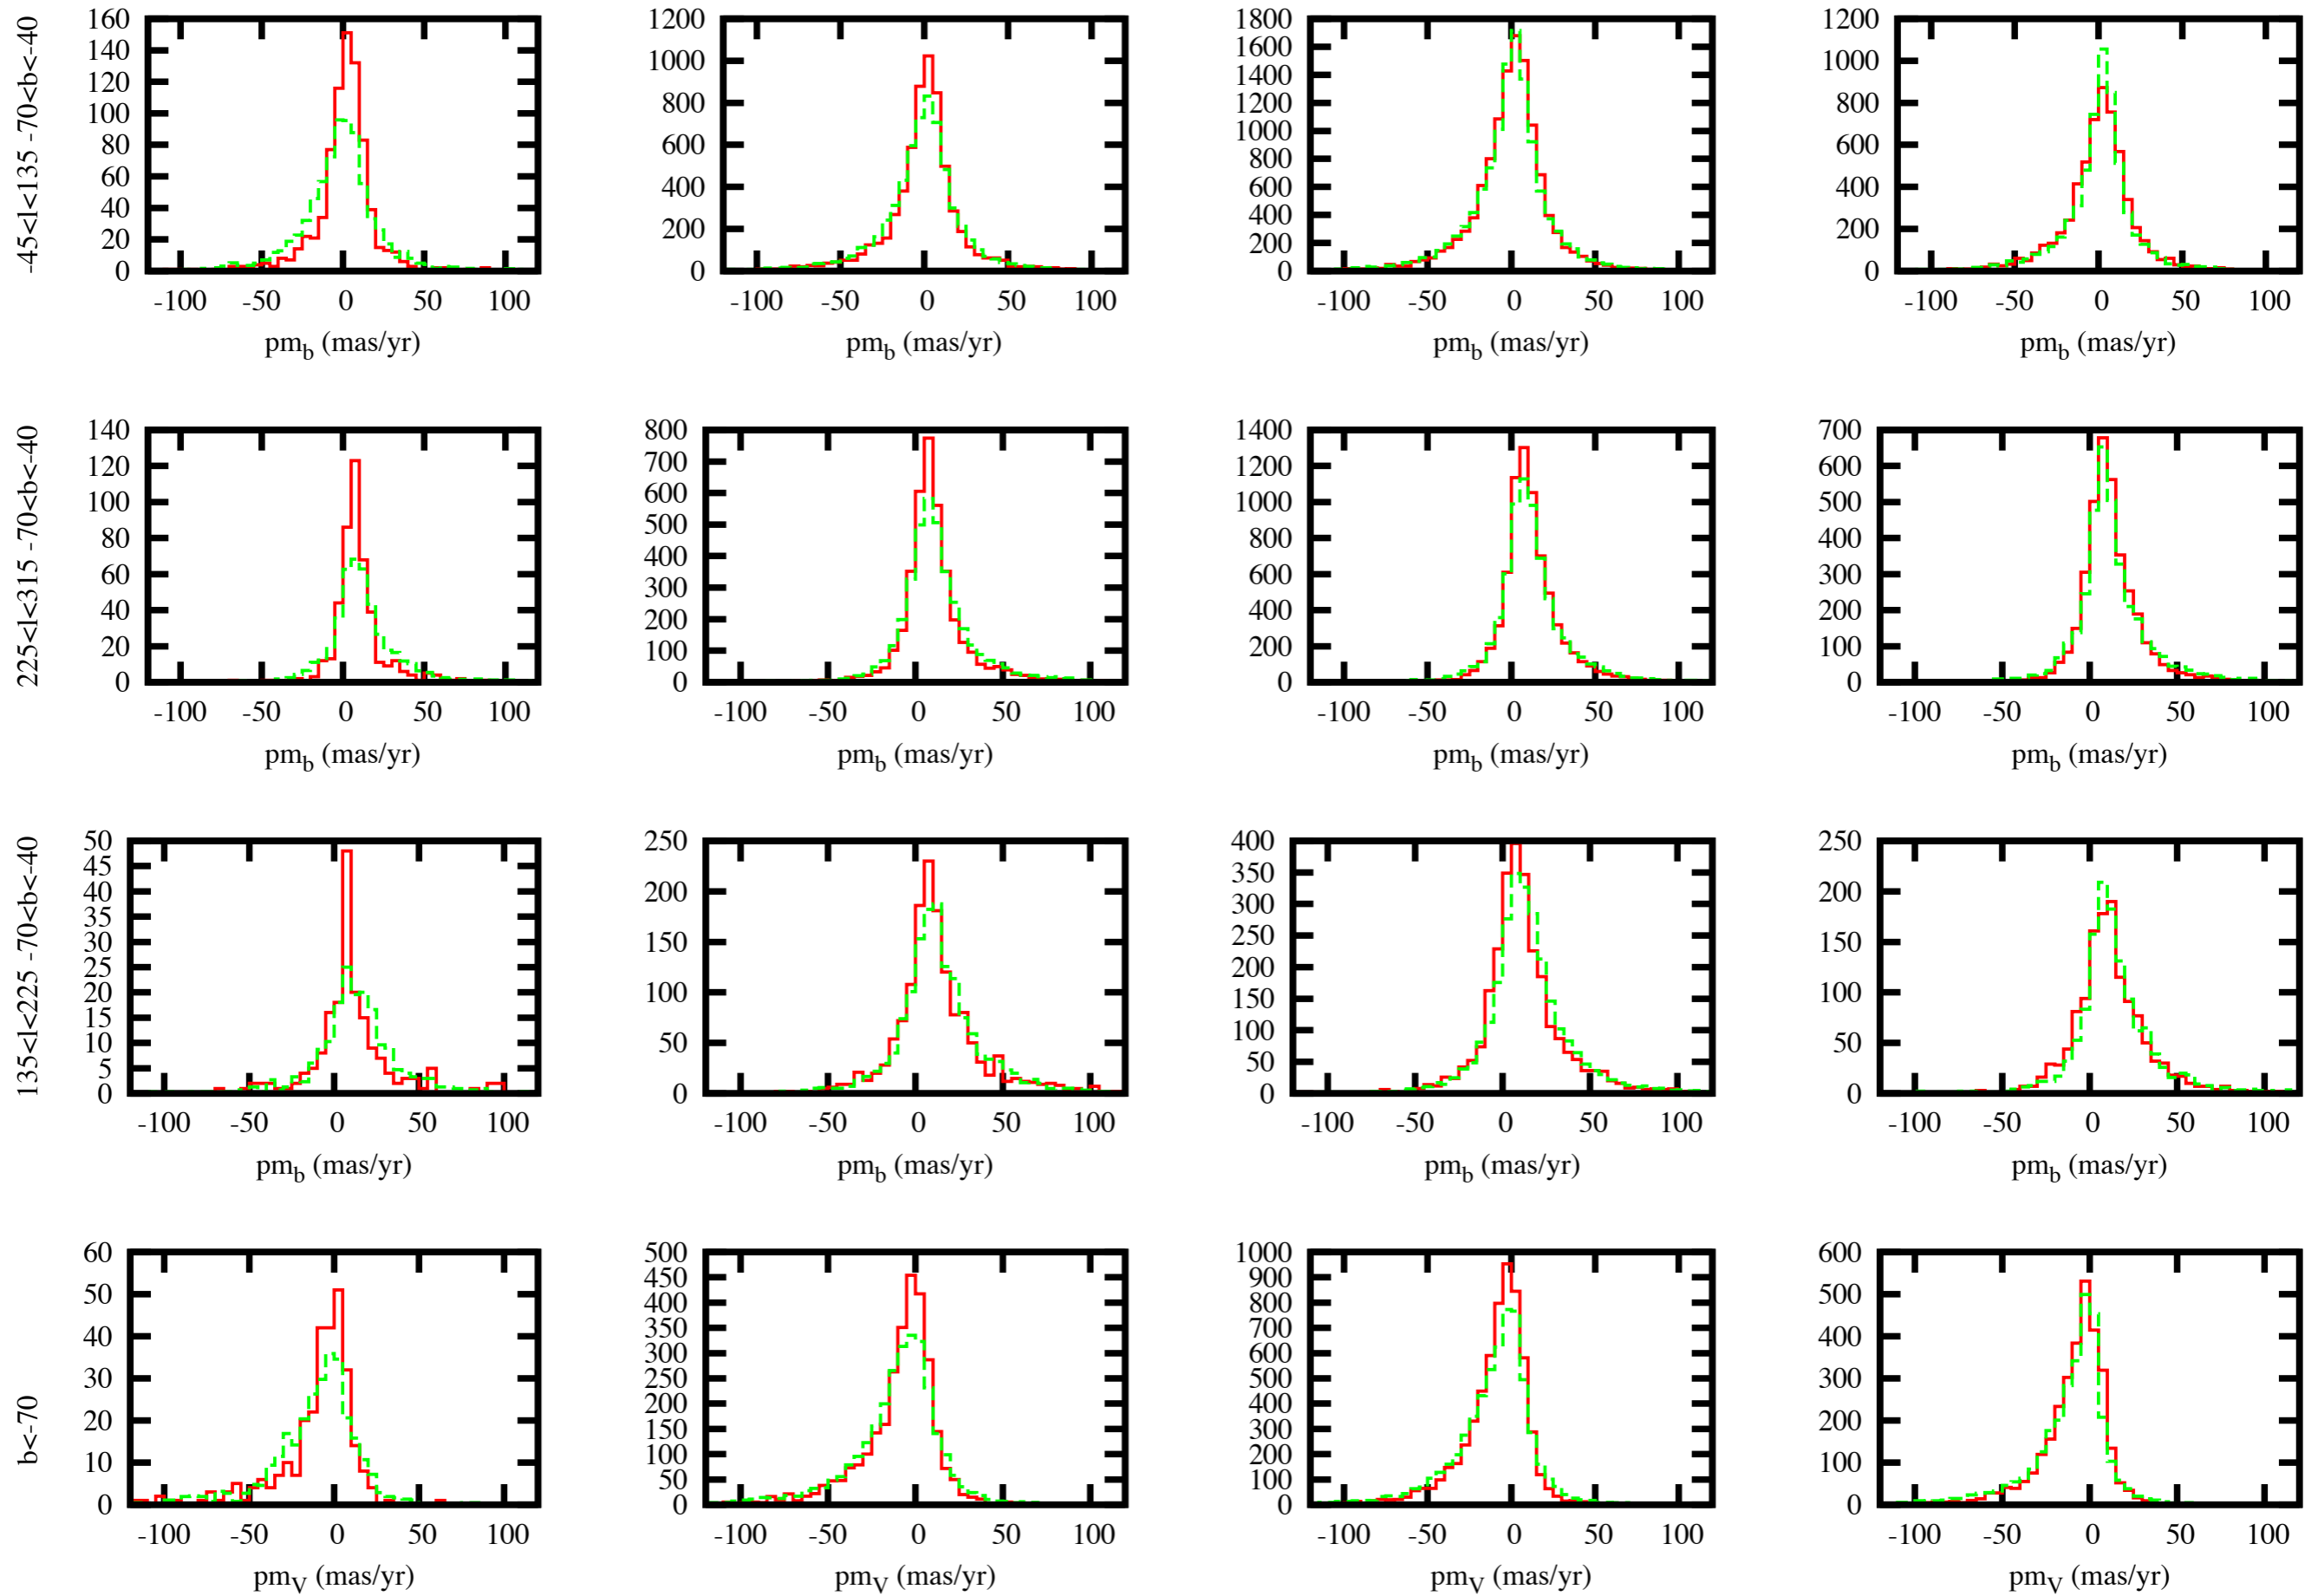 -45<l<135 -70<b<-40
160 140 120 100 80 60 40 20 0
-100 -50 0 50 100
pm_b (mas/yr)
1200 1000 800 600 400 200 0
-100 -50 0 50 100
pm_b (mas/yr)
1800 1600 1400 1200 1000 800 600 400 200 0
-100 -50 0 50 100
pm_b (mas/yr)
1200 1000 800 600 400 200 0
-100 -50 0 50 100
pm_b (mas/yr)
225<l<315 -70<b<-40
140 120 100 80 60 40 20 0
-100 -50 0 50 100
pm_b (mas/yr)
800 700 600 500 400 300 200 100 0
-100 -50 0 50 100
pm_b (mas/yr)
1400 1200 1000 800 600 400 200 0
-100 -50 0 50 100
pm_b (mas/yr)
700 600 500 400 300 200 100 0
-100 -50 0 50 100
pm_b (mas/yr)
135<l<225 -70<b<-40
50 45 40 35 30 25 20 15 10 5 0
-100 -50 0 50 100
pm_b (mas/yr)
250 200 150 100 50 0
-100 -50 0 50 100
pm_b (mas/yr)
400 350 300 250 200 150 100 50 0
-100 -50 0 50 100
pm_b (mas/yr)
250 200 150 100 50 0
-100 -50 0 50 100
pm_b (mas/yr)
b<-70
60 50 40 30 20 10 0
-100 -50 0 50 100
pm_V (mas/yr)
500 450 400 350 300 250 200 150 100 50 0
-100 -50 0 50 100
pm_V (mas/yr)
1000 900 800 700 600 500 400 300 200 100 0
-100 -50 0 50 100
pm_V (mas/yr)
600 500 400 300 200 100 0
-100 -50 0 50 100
pm_V (mas/yr)